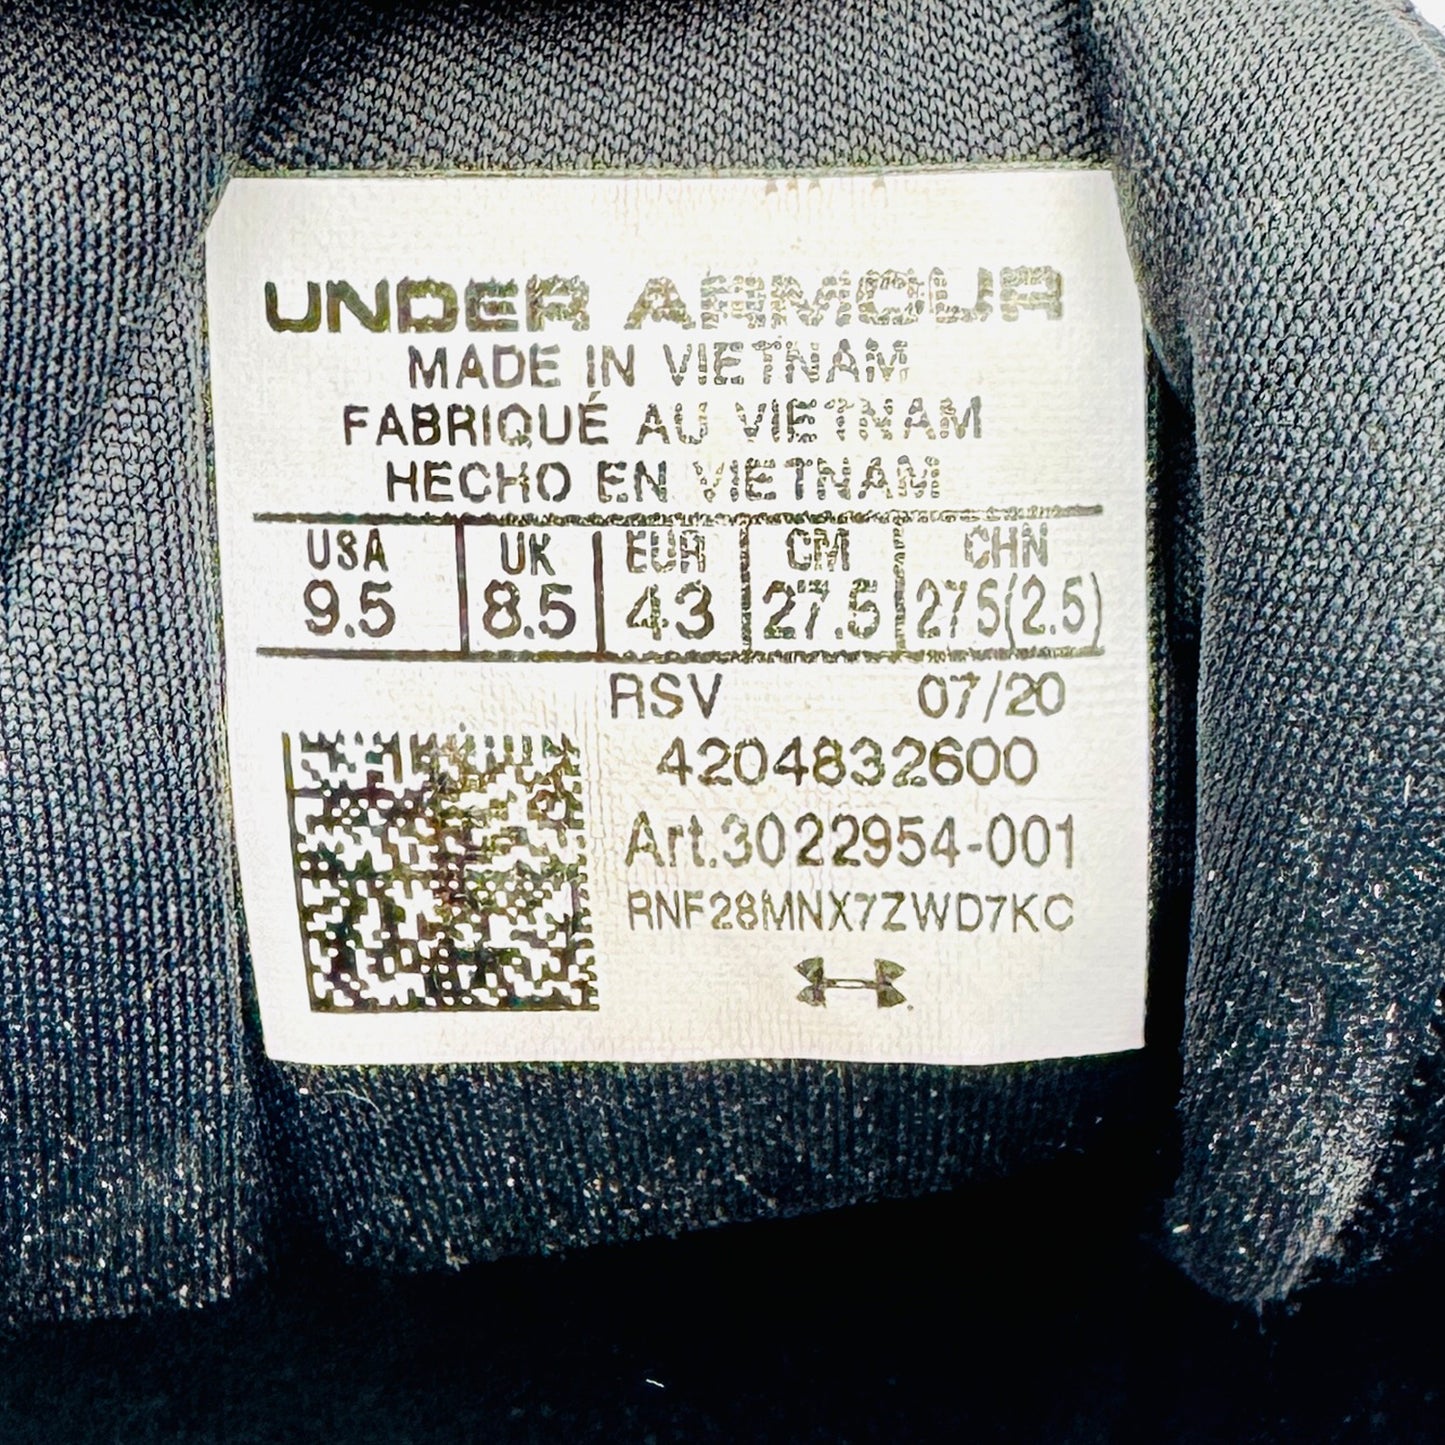 UNDER ARMOUR
MADE IN VIETNAM
FABRIQUÉ AU VIETNAM
HECHO EN VIETNAM
USA UK EUR CM CHN
9.5 8.5 43 27.5 275(2.5)
RSV 07/20
4204832600
Art.3022954-001
RNF28MNX7ZWD7KC